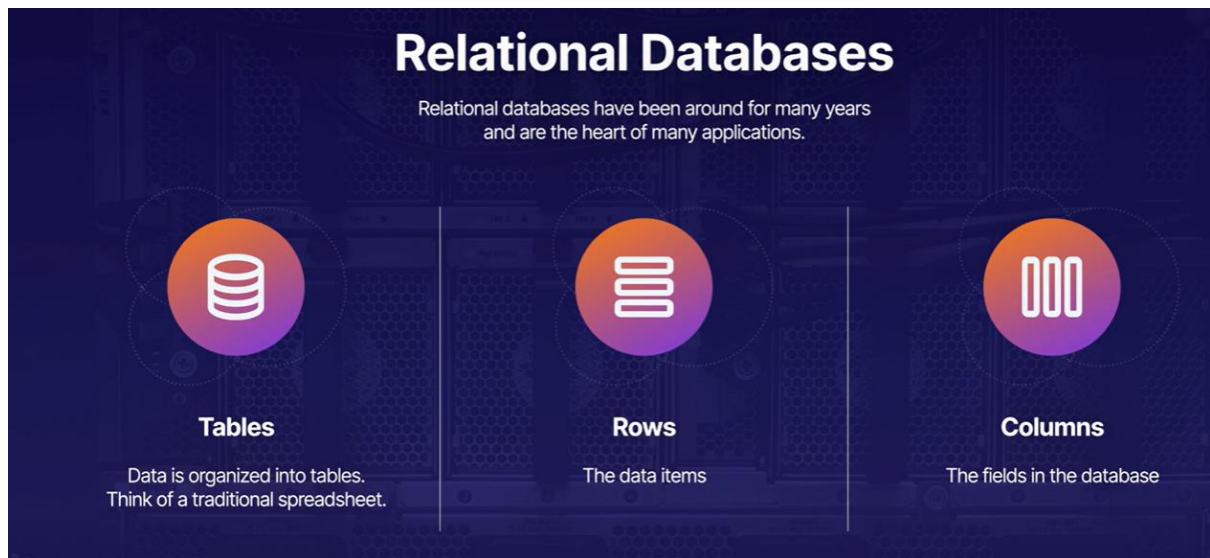 Relational Databases
Relational databases have been around for many years
and are the heart of many applications.
Tables
Data is organized into tables.
Think of a traditional spreadsheet.
Rows
The data items
Columns
The fields in the database